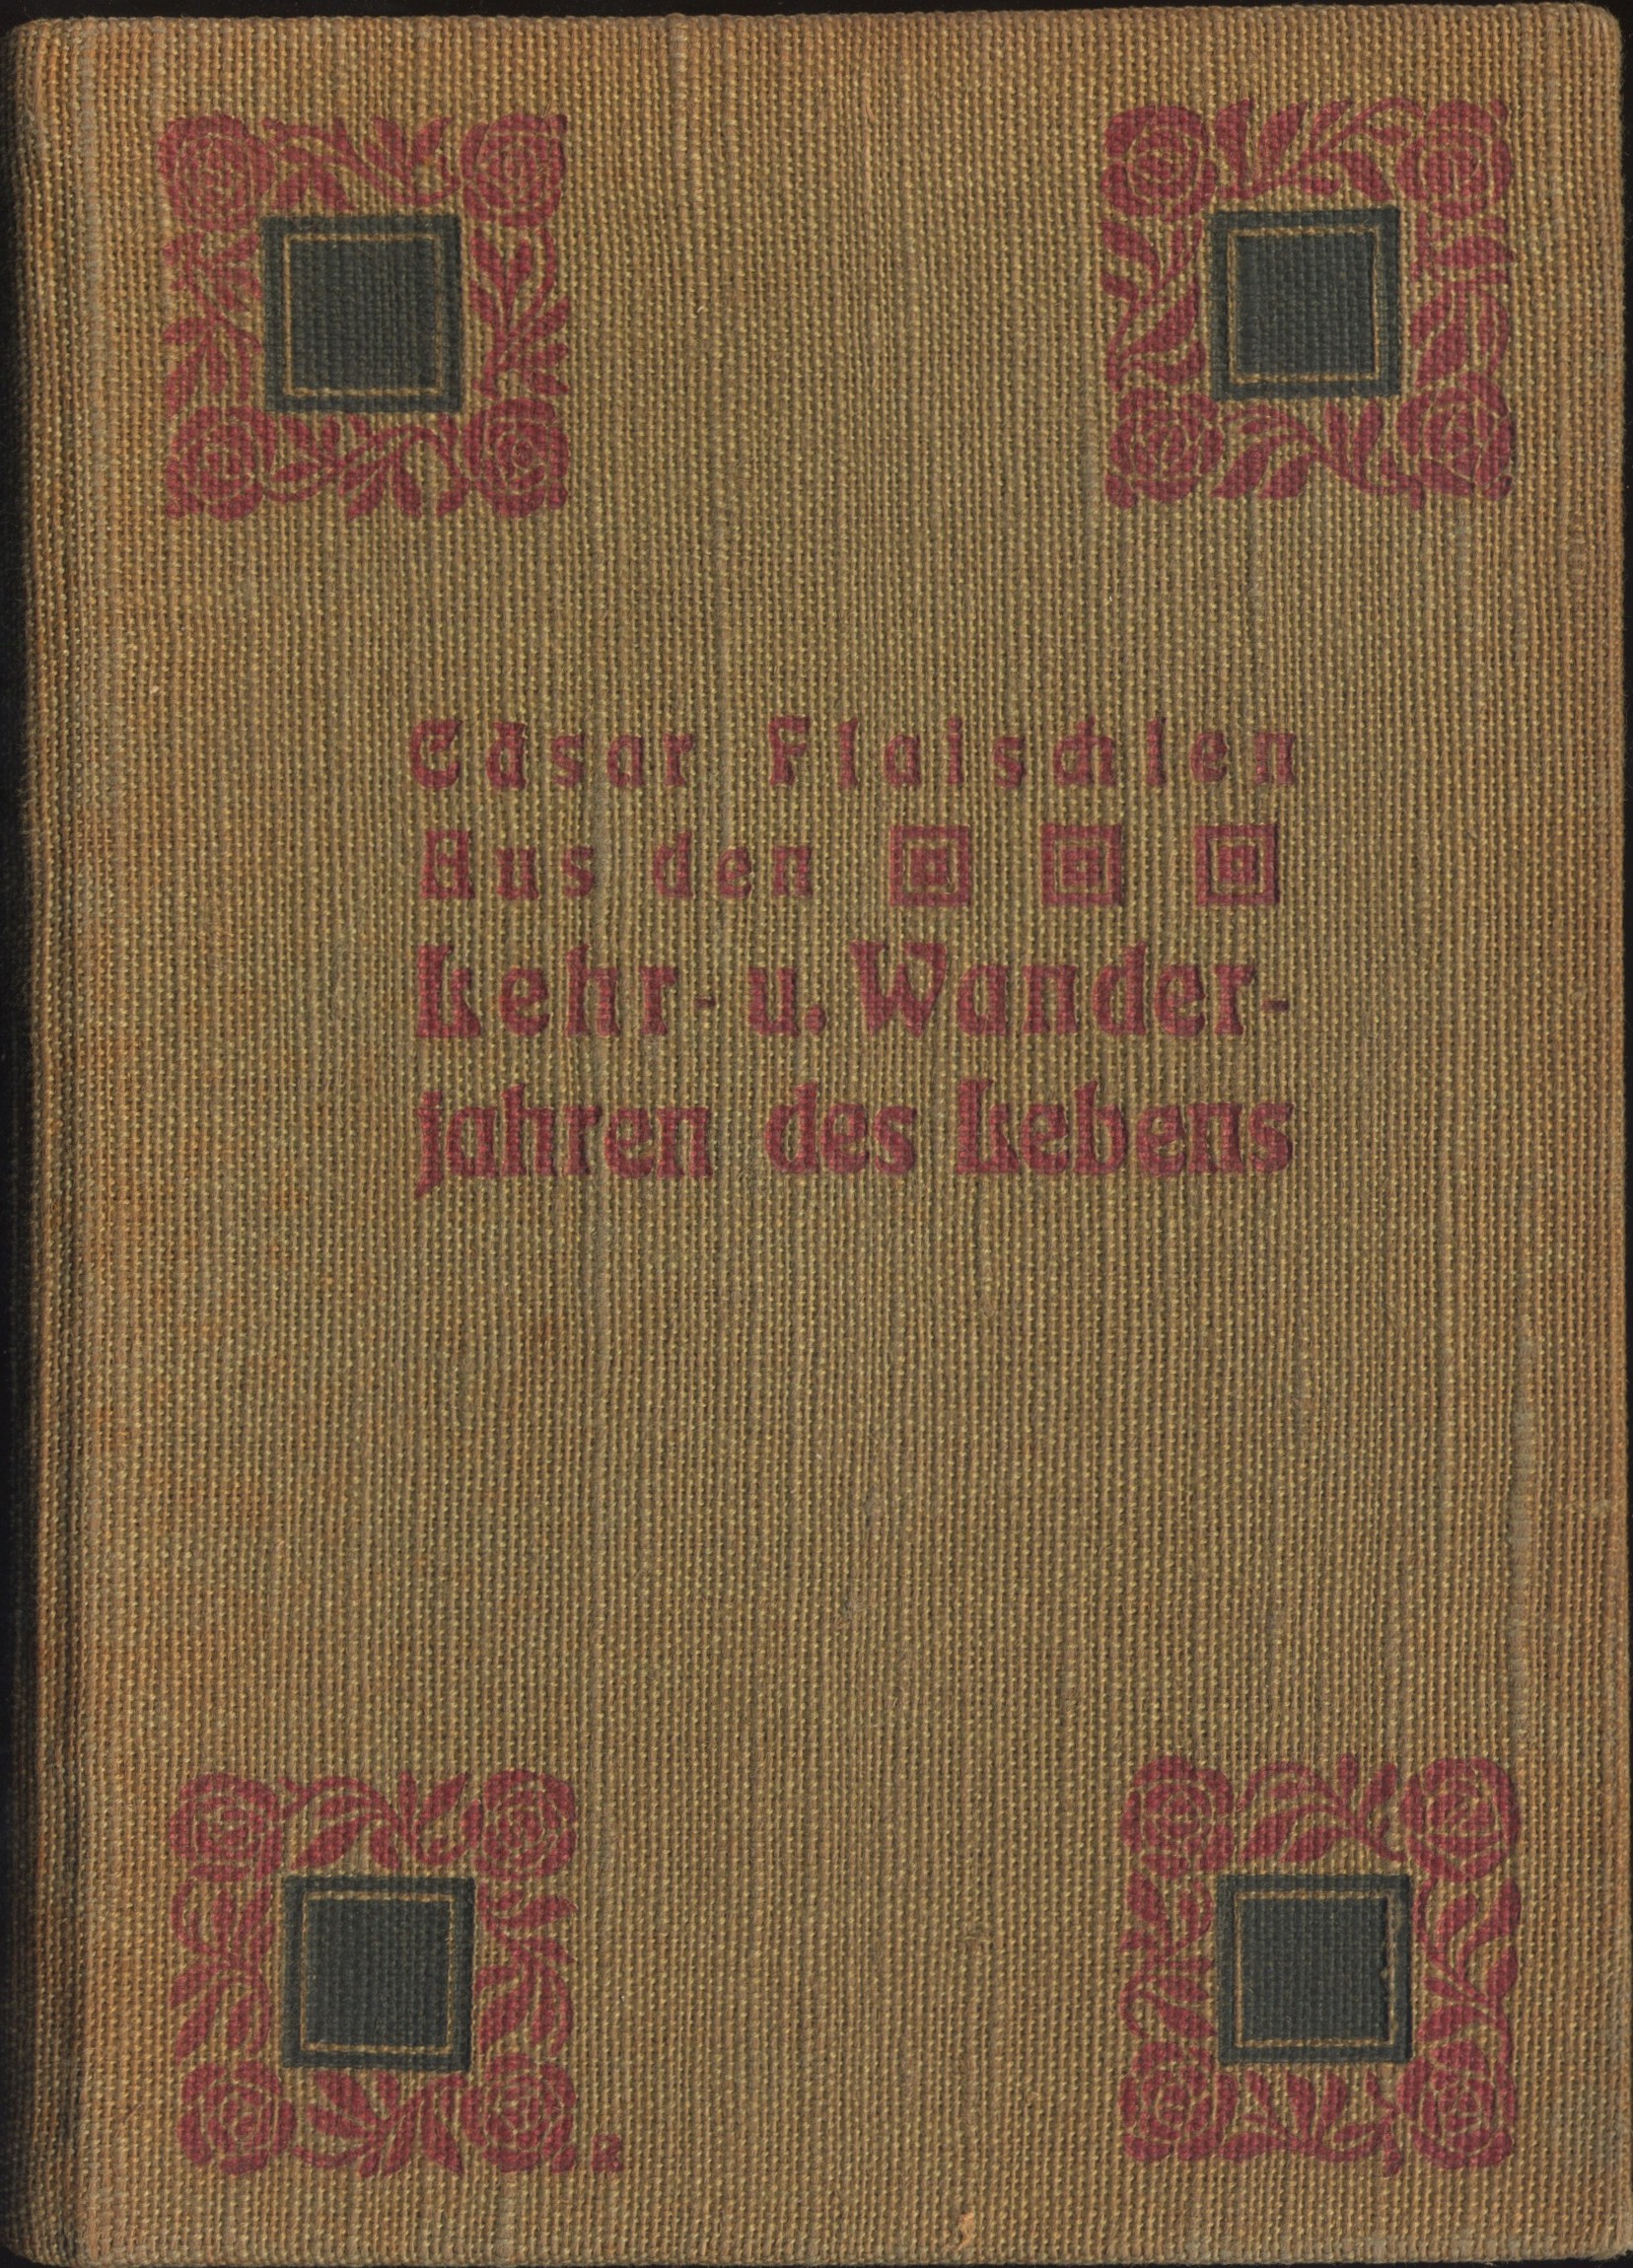 Cäsar Flaischlen
Aus den
Lehr- u. Wander-
jahren des Lebens